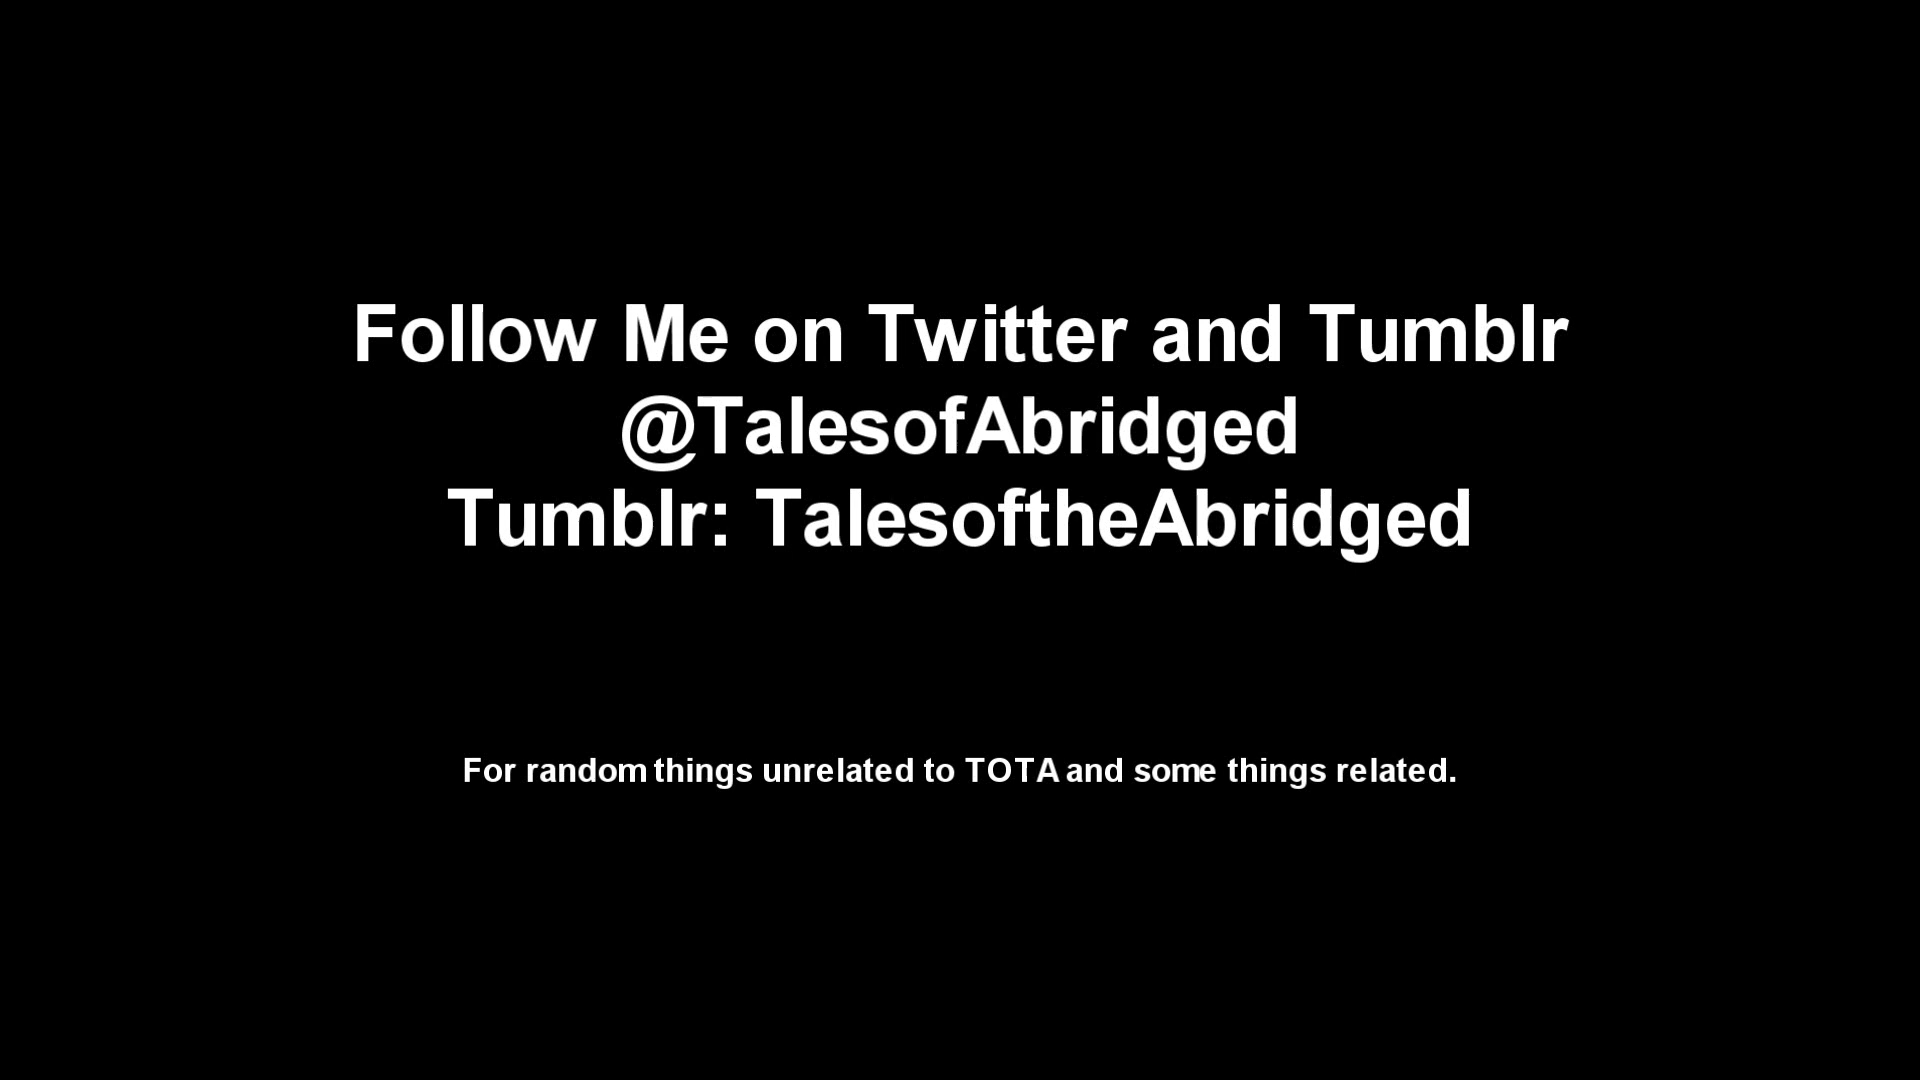 Follow Me on Twitter and Tumblr
@TalesofAbridged
Tumblr: TalesoftheAbridged
For random things unrelated to TOTA and some things related.